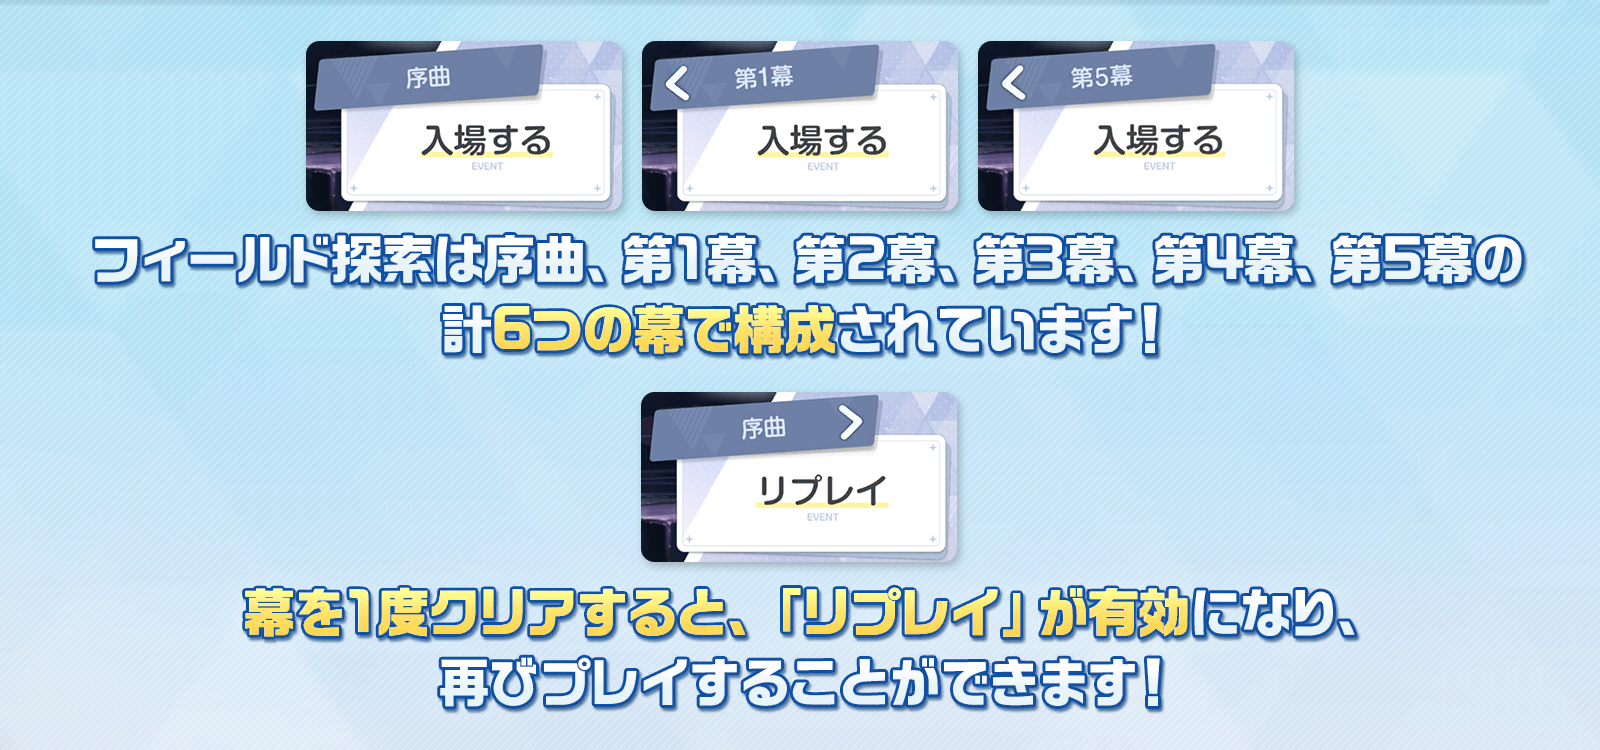 序曲
入場する
EVENT
第1幕
入場する
EVENT
第5幕
入場する
EVENT
フィールド探索は序曲、第1幕、第2幕、第3幕、第4幕、第5幕の
計6つの幕で構成されています！
序曲
リプレイ
EVENT
幕を1度クリアすると、「リプレイ」が有効になり、
再びプレイすることができます！